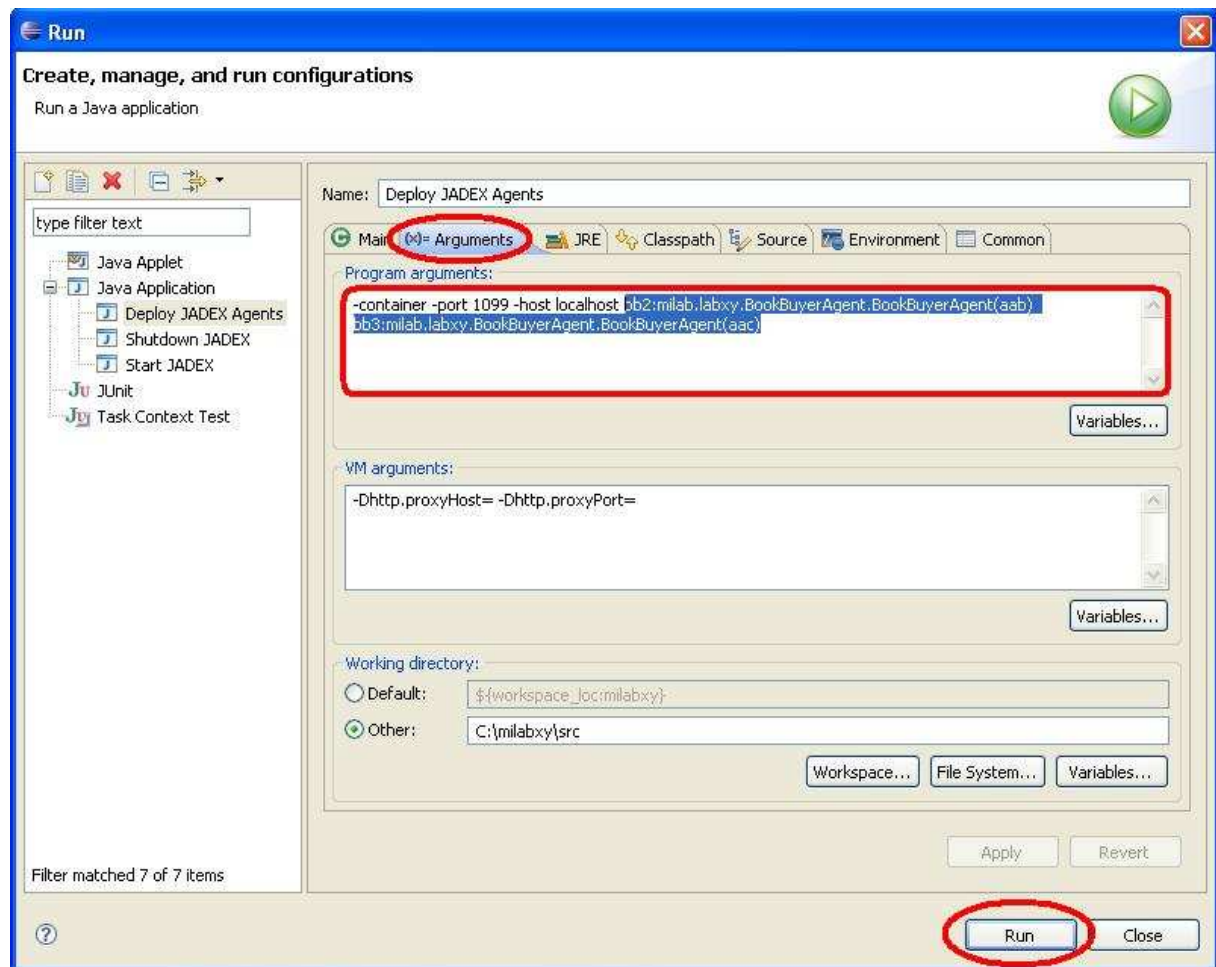 Run
Create, manage, and run configurations
Run a Java application
type filter text
Java Applet
Java Application
Deploy JADEX Agents
Shutdown JADEX
Start JADEX
JUnit
Task Context Test
Filter matched 7 of 7 items
Name: Deploy JADEX Agents
Main (x)= Arguments JRE Classpath Source Environment Common
Program arguments:
-container -port 1099 -host localhost bb2:milab.labxy.BookBuyerAgent.BookBuyerAgent(aab)
bb3:milab.labxy.BookBuyerAgent.BookBuyerAgent(aac)
Variables...
VM arguments:
-Dhttp.proxyHost= -Dhttp.proxyPort=
Variables...
Working directory:
Default: ${workspace_loc:milabxy}
Other: C:\milabxy\src
Workspace... File System... Variables...
Apply Revert
Run Close